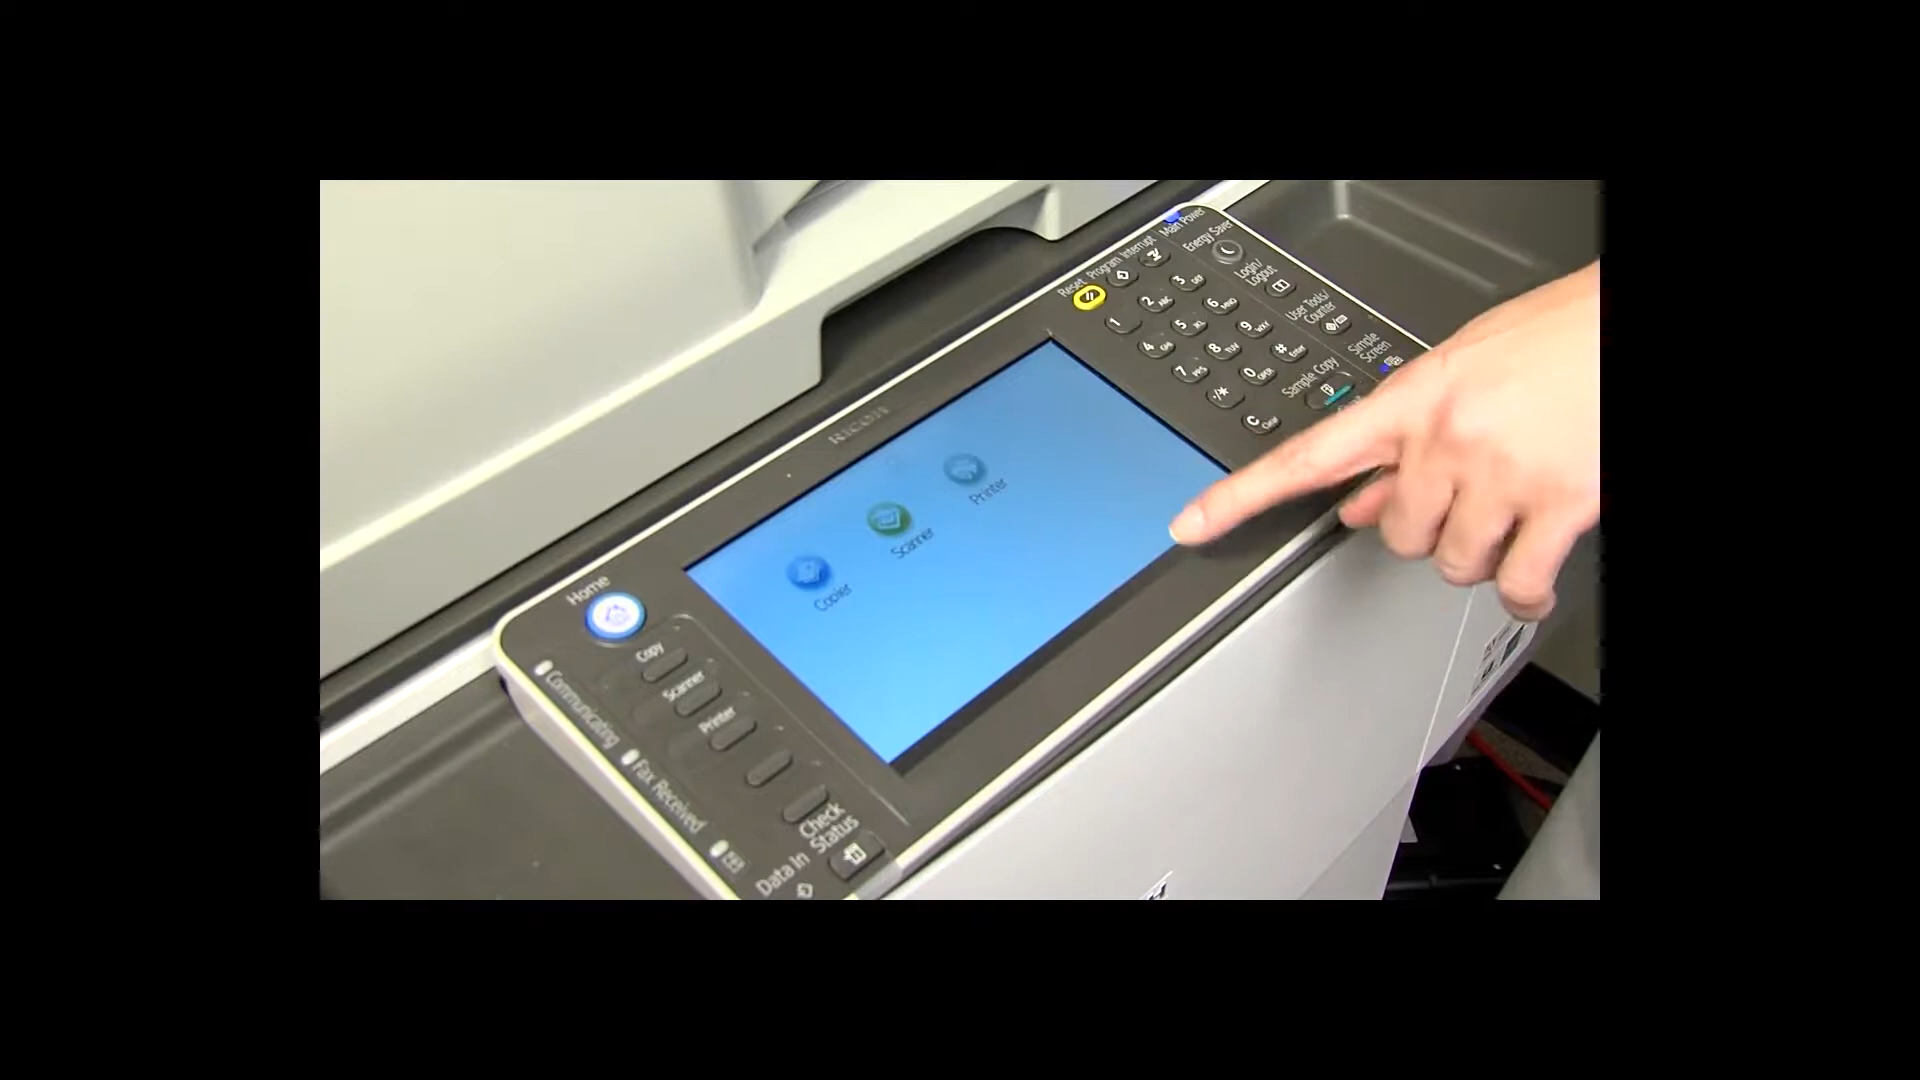 Main Power
Energy Saver
Reset
Program
Interrupt
Login/
Logout
User Tools/
Counter
Simple
Screen
Sample Copy
1
2 ABC
3 DEF
4 GHI
5 JKL
6 MNO
7 PRS
8 TUV
9 WXY
./*
0 OPER
# Enter
C Clear
RICOH
Printer
Scanner
Copier
Home
Copy
Scanner
Printer
Check
Status
Communicating
Fax Received
Data In